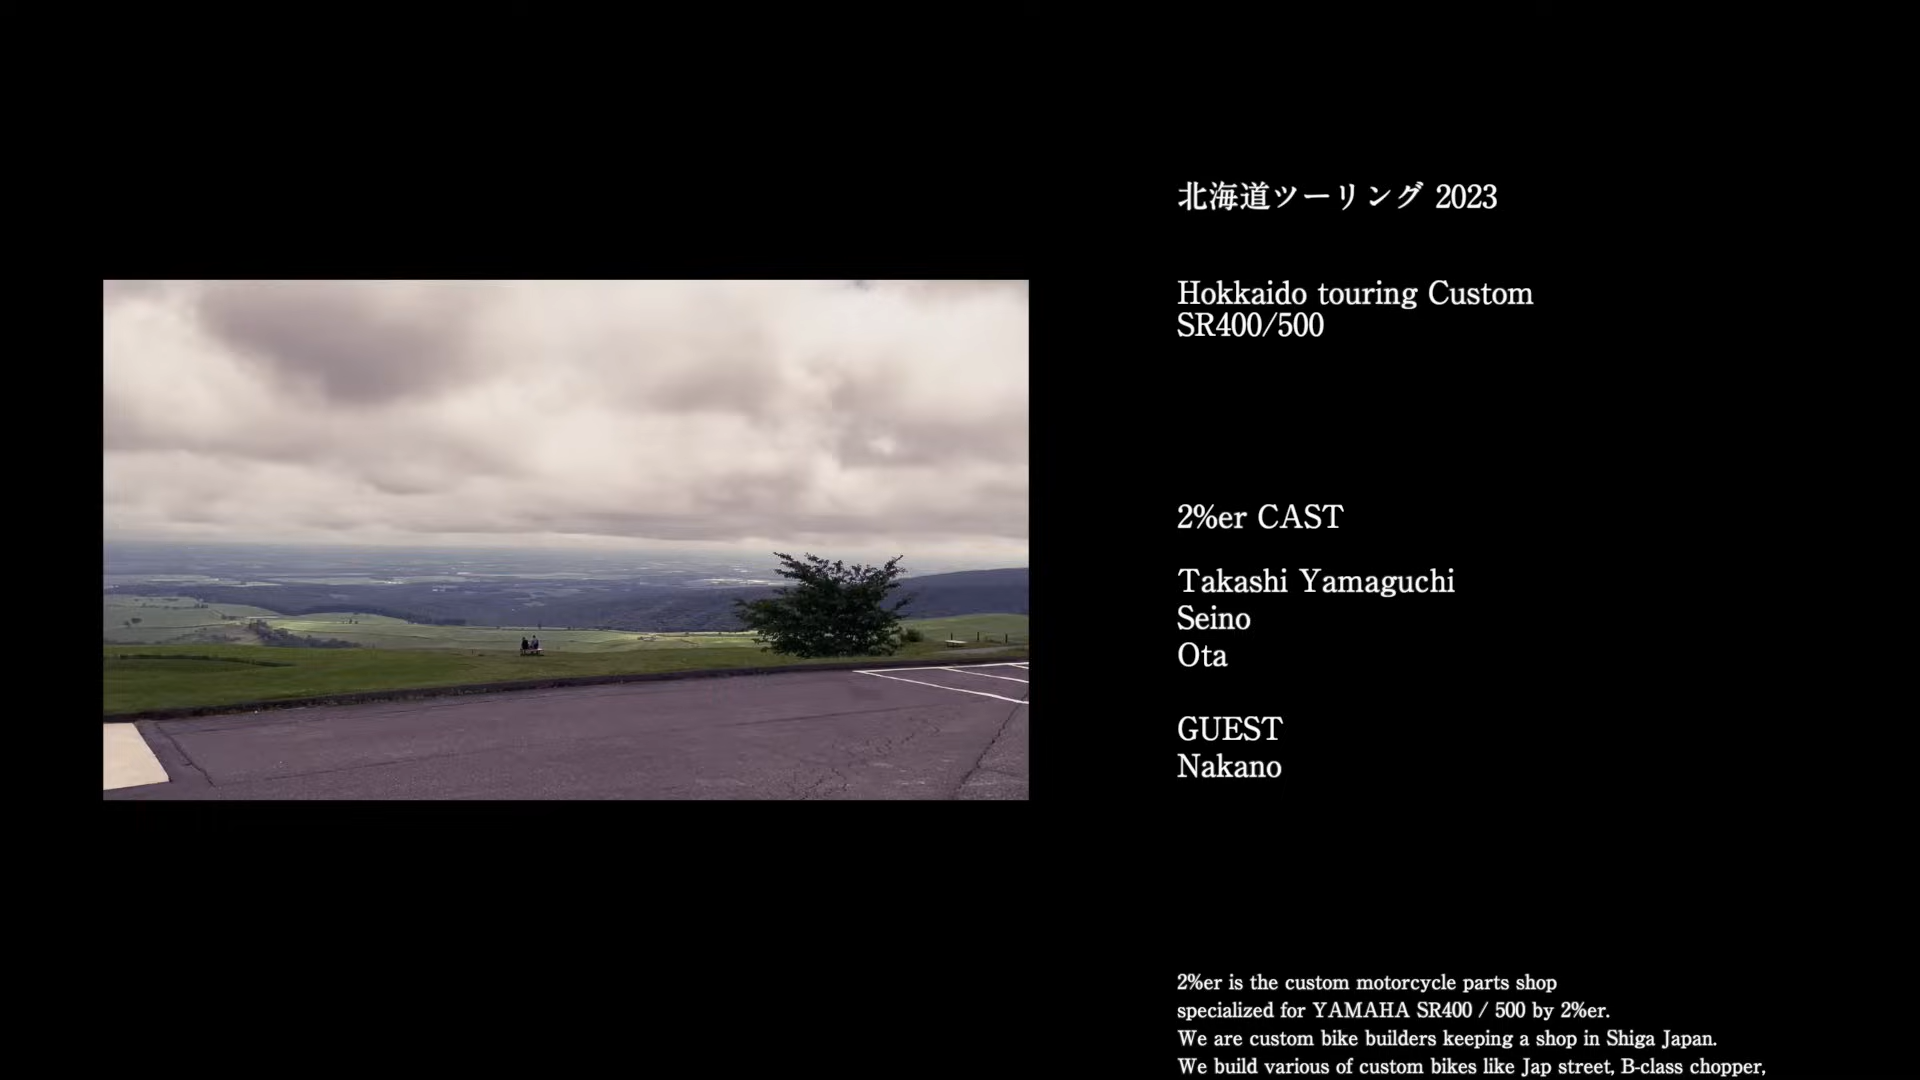 北海道ツーリング 2023
Hokkaido touring Custom
SR400/500
2%er CAST
Takashi Yamaguchi
Seino
Ota
GUEST
Nakano
2%er is the custom motorcycle parts shop
specialized for YAMAHA SR400 / 500 by 2%er.
We are custom bike builders keeping a shop in Shiga Japan.
We build various of custom bikes like Jap street, B-class chopper,